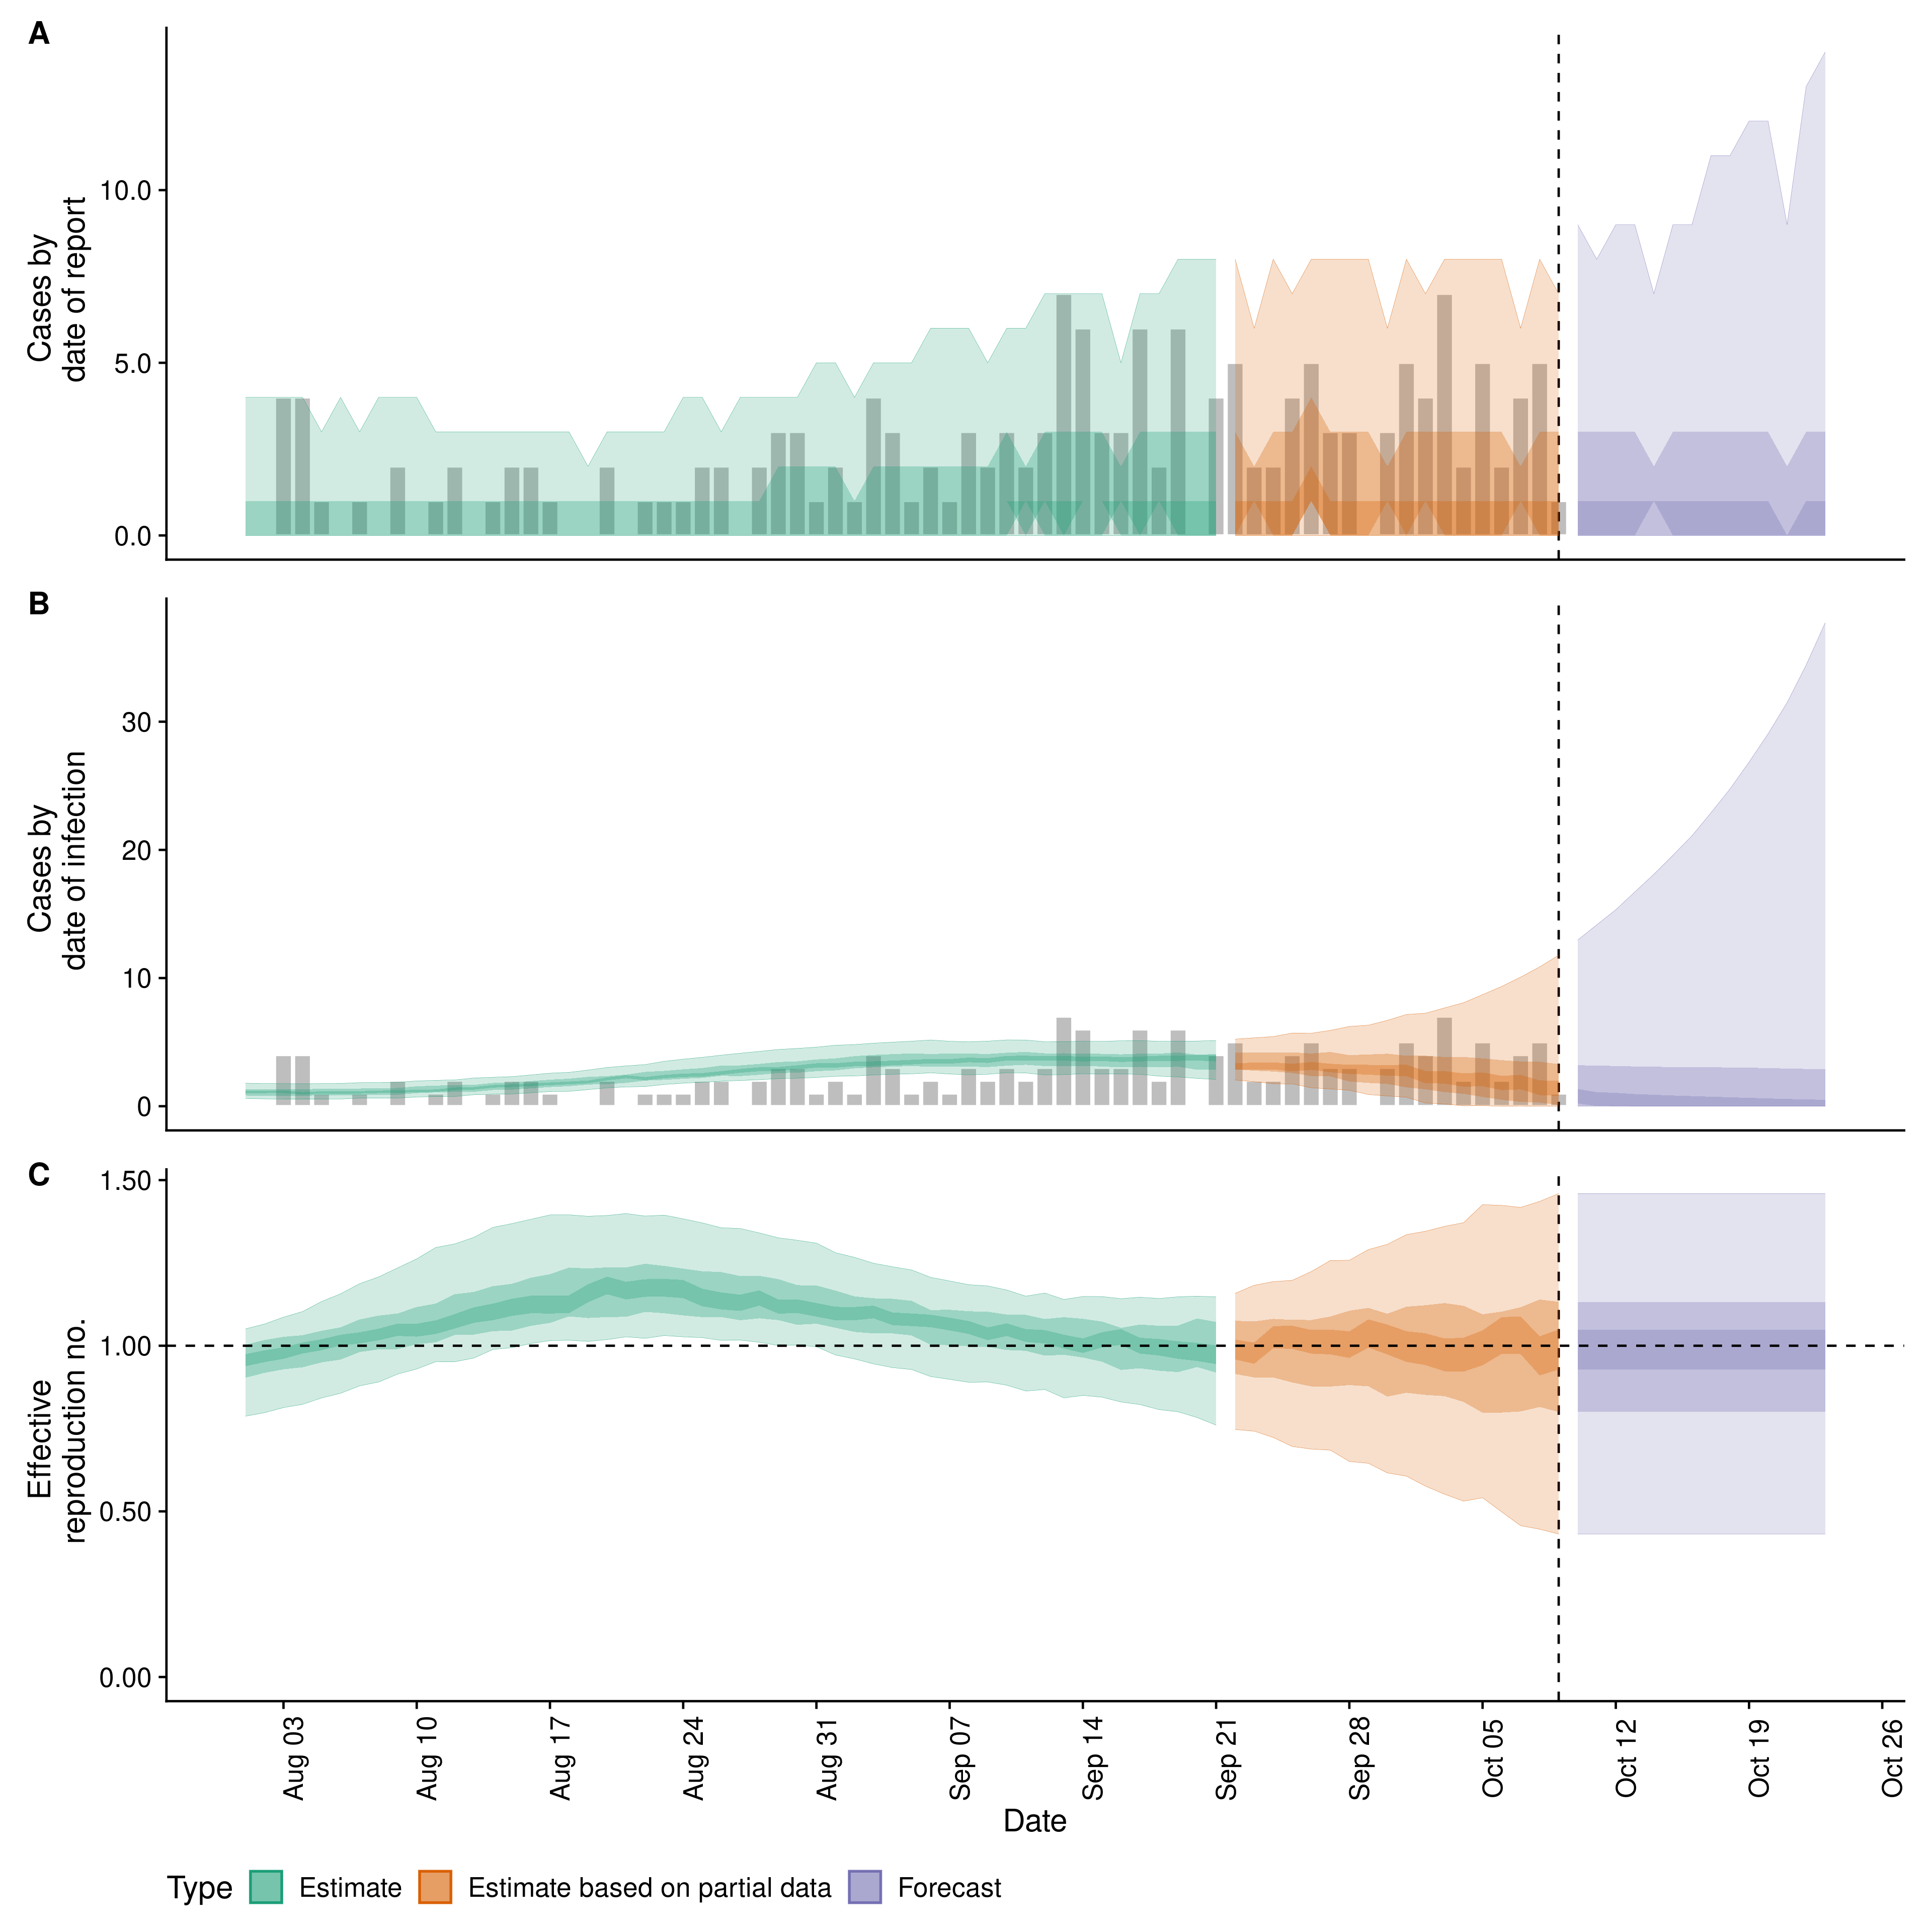 A
Cases by
date of report
10.0
5.0
0.0
B
Cases by
date of infection
30
20
10
0
C
Effective
reproduction no.
1.50
1.00
0.50
0.00
Aug 03
Aug 10
Aug 17
Aug 24
Aug 31
Sep 07
Sep 14
Sep 21
Sep 28
Oct 05
Oct 12
Oct 19
Oct 26
Date
Type Estimate Estimate based on partial data Forecast